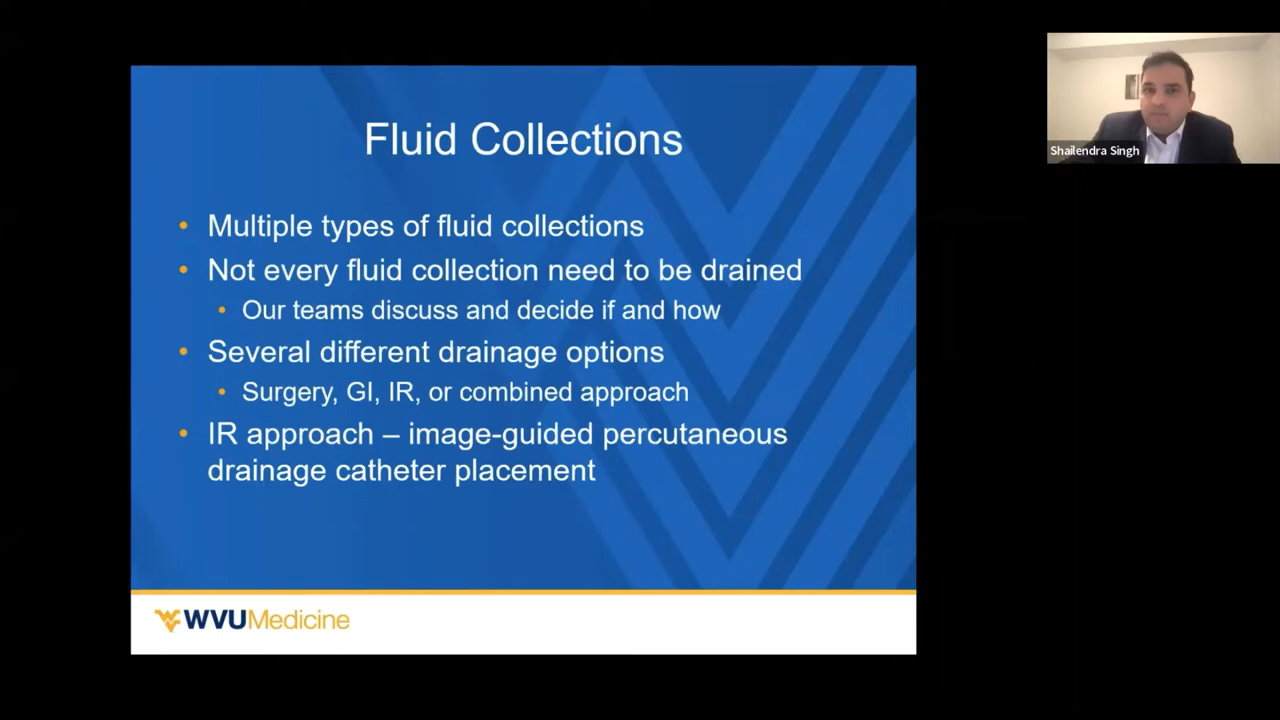 Fluid Collections
• Multiple types of fluid collections
• Not every fluid collection need to be drained
• Our teams discuss and decide if and how
• Several different drainage options
• Surgery, GI, IR, or combined approach
• IR approach – image-guided percutaneous
drainage catheter placement
WVUMedicine
Shailendra Singh